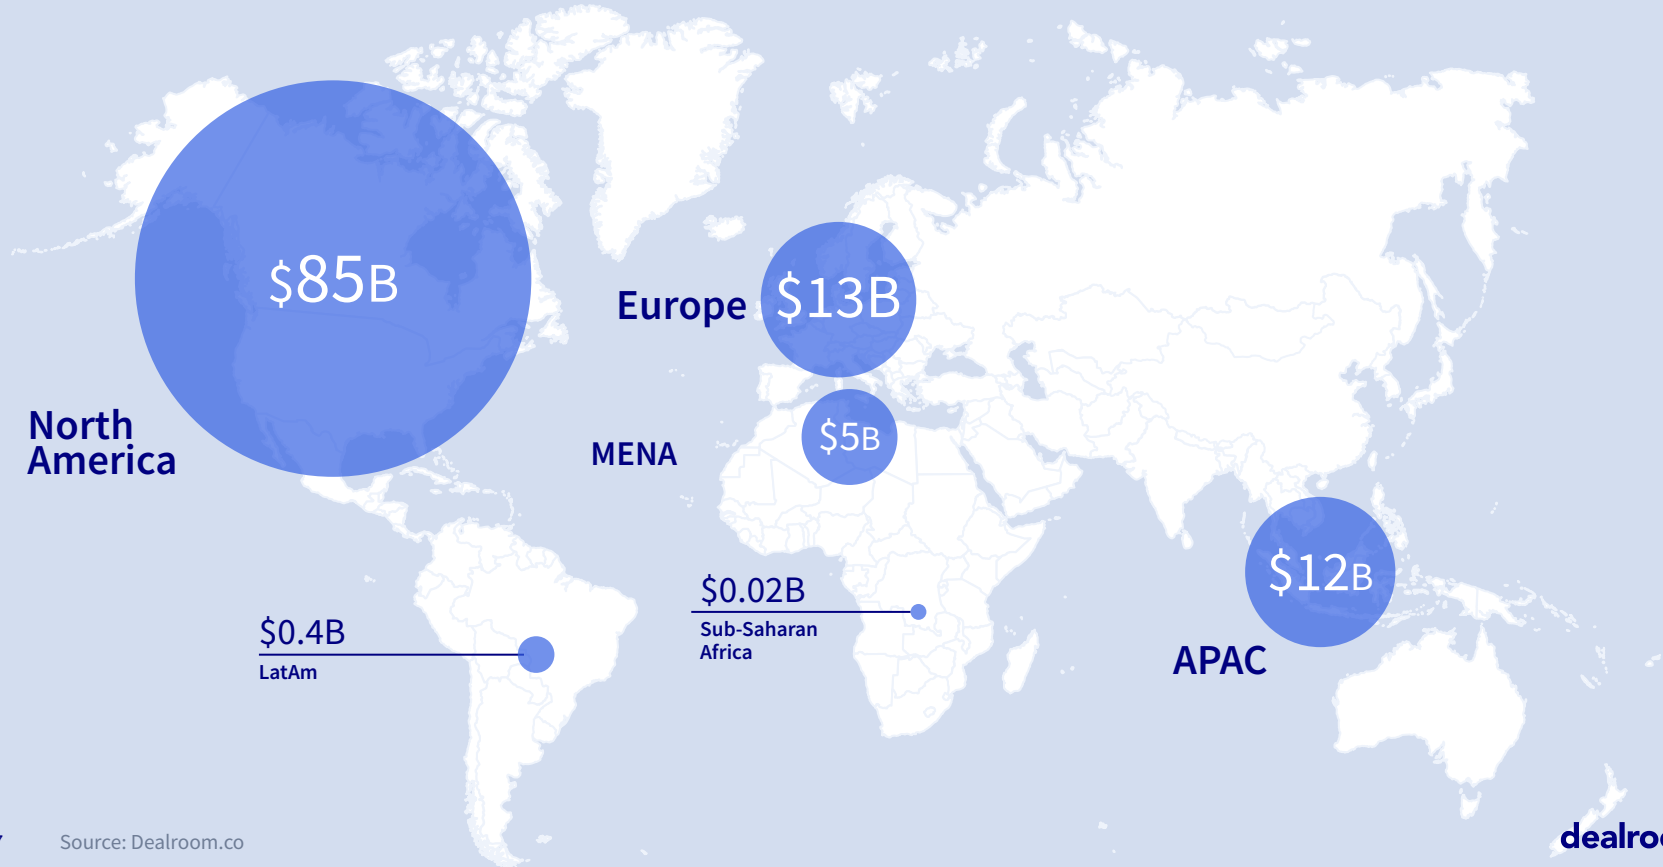 $85B
North
America
Europe
$13B
MENA
$5B
$0.02B
Sub-Saharan
Africa
$0.4B
LatAm
$12B
APAC
Source: Dealroom.co